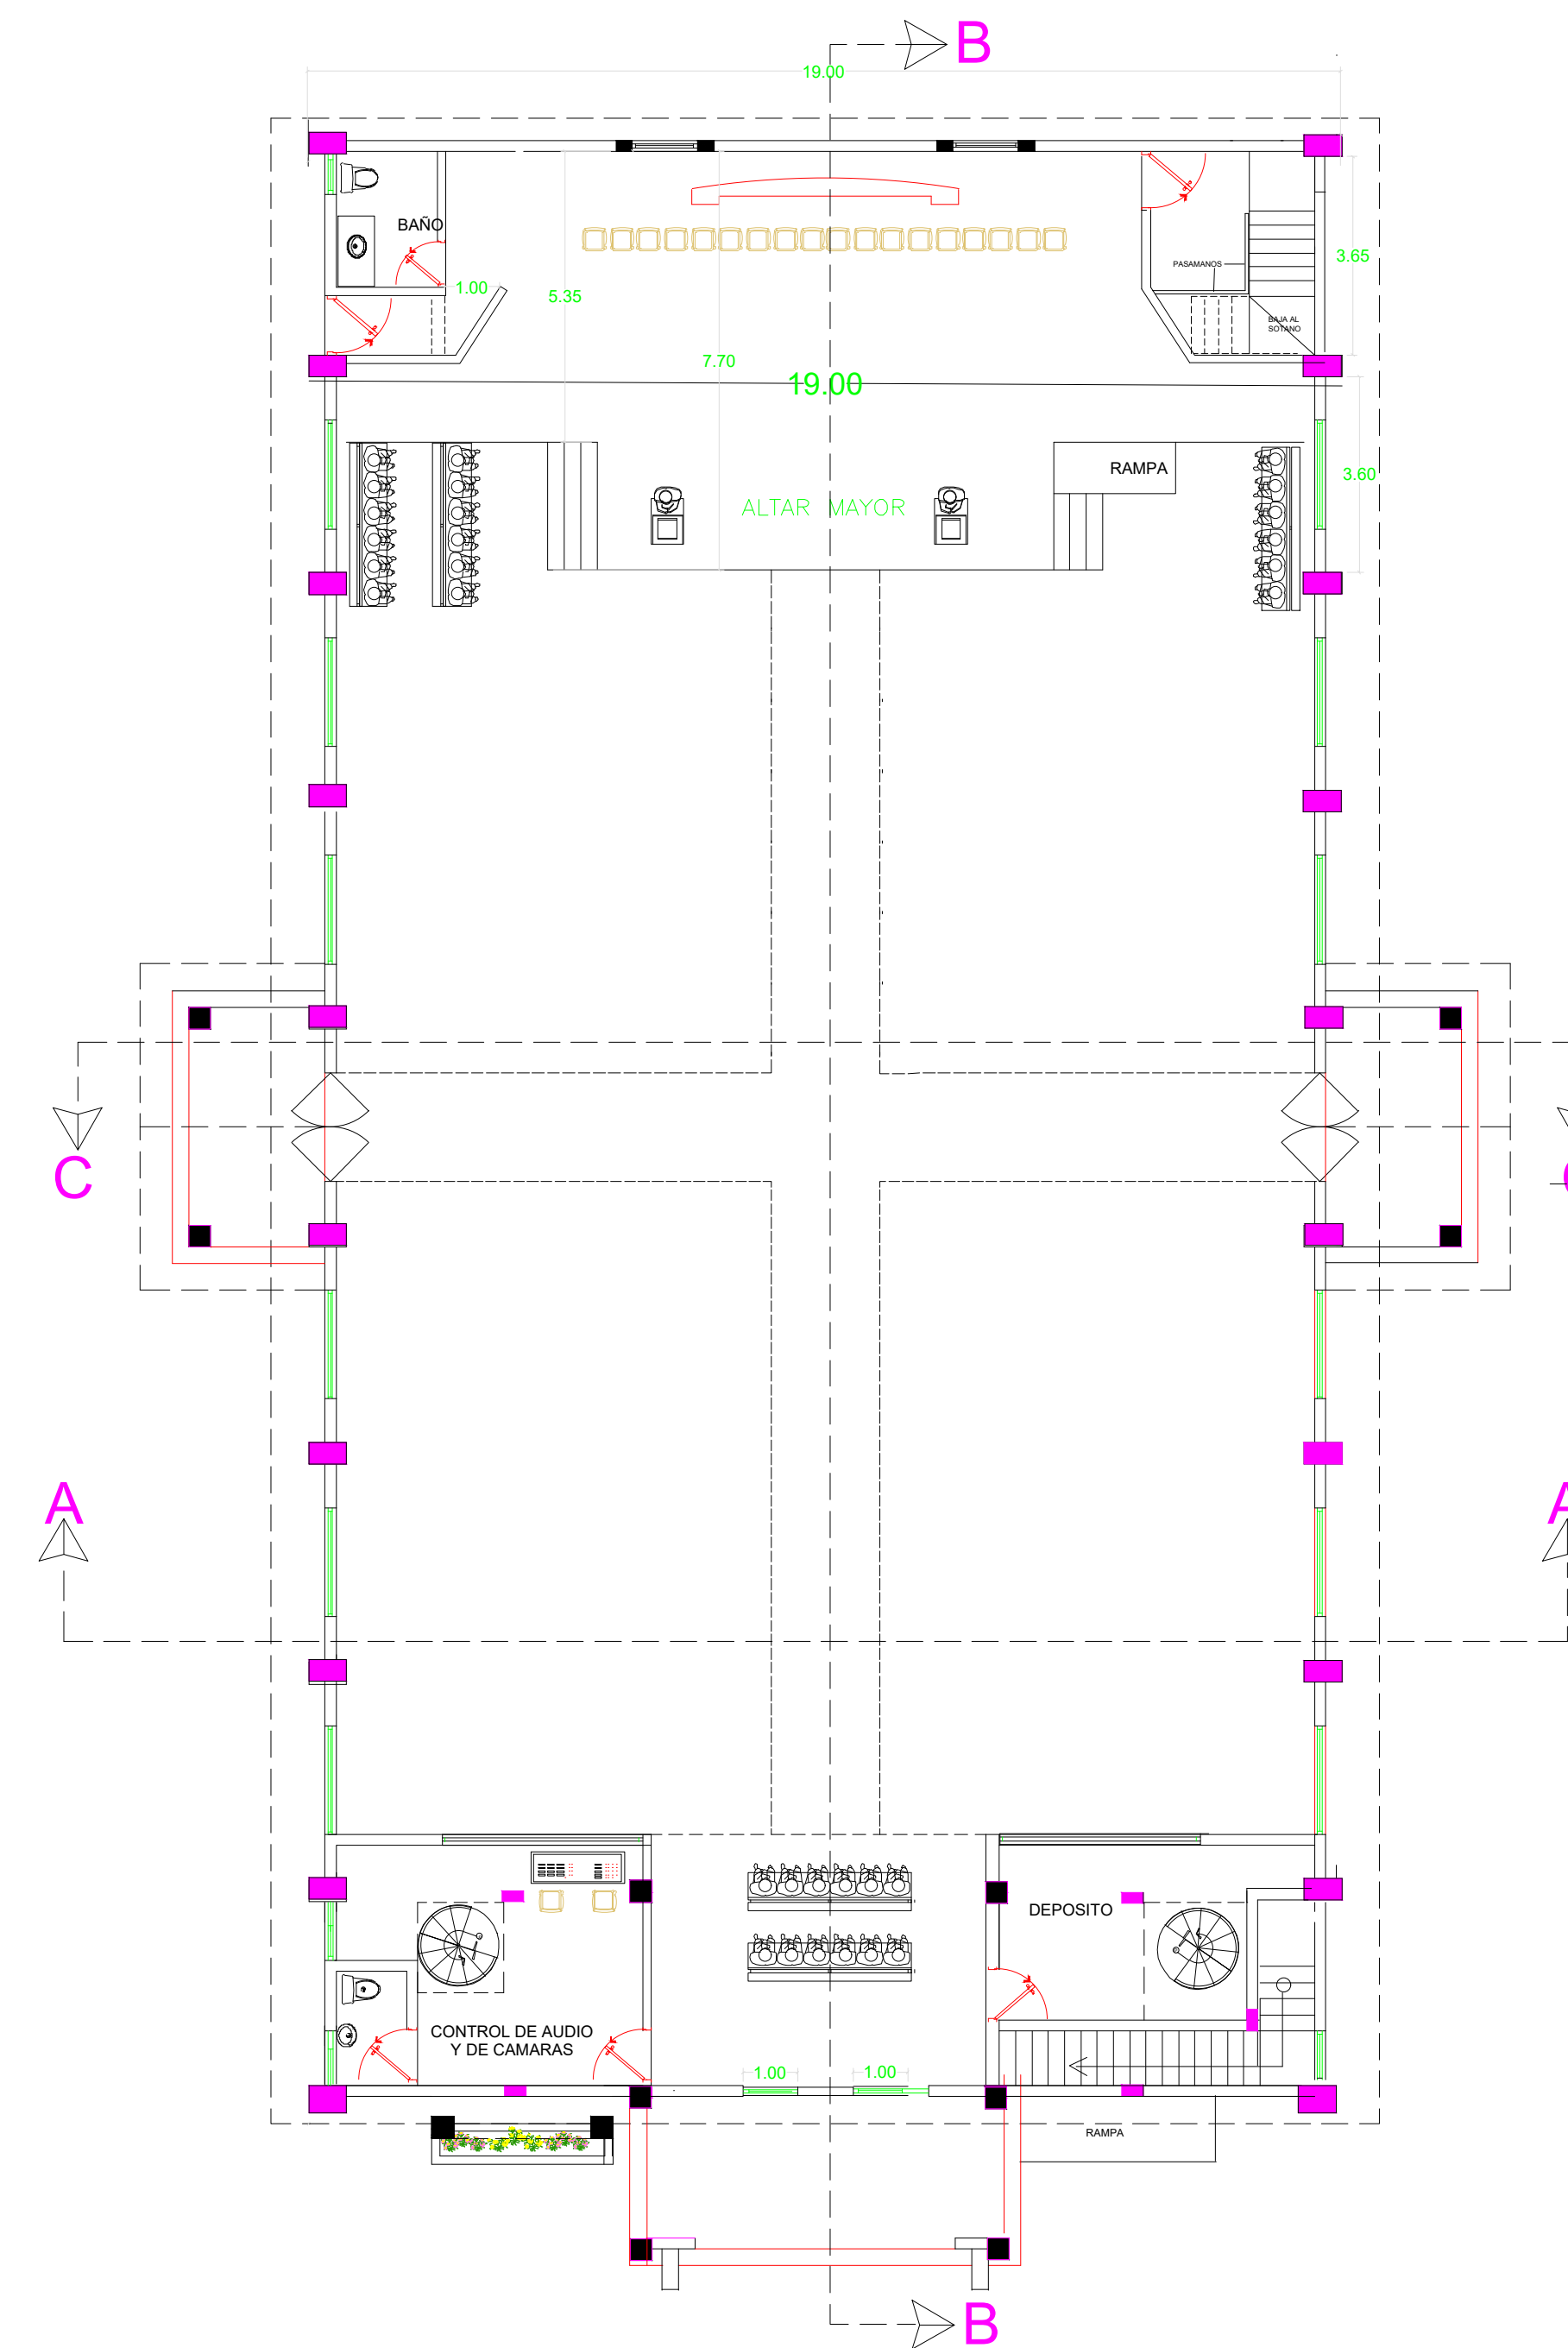 B
19.00
BAÑO
PASAMANOS
3.65
1.00
5.35
BAJA AL
SOTANO
7.70
19.00
RAMPA
3.60
ALTAR MAYOR
C
C
A
A
DEPOSITO
CONTROL DE AUDIO
Y DE CAMARAS
1.00
1.00
RAMPA
B